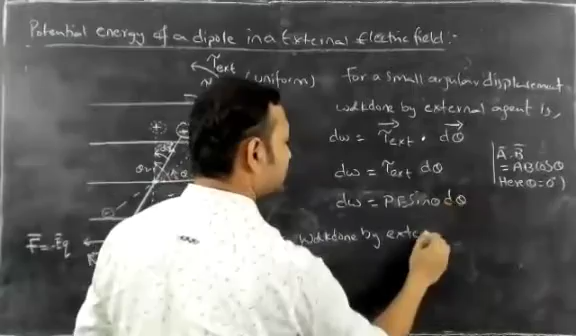 Potential energy of a dipole in a External electric field:-
τext
(uniform)
For a small angular displacement
workdone by external agent is,
dw = τext . dθ
dw = τext dθ
dw = PE sinθ dθ
Ā.B̄
= AB cosθ
Here θ = 0°)
workdone by exte
F̄ = -Ēq